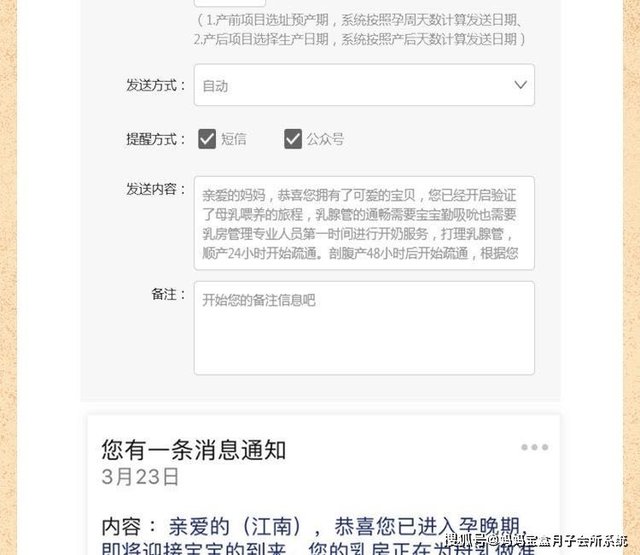 （1.产前项目选址预产期，系统按照孕周天数计算发送日期、
2.产后项目选择生产日期，系统按照产后天数计算发送日期）
发送方式： 自动
提醒方式： 短信 公众号
发送内容： 亲爱的妈妈，恭喜您拥有了可爱的宝贝，您已经开启验证
了母乳喂养的旅程，乳腺管的通畅需要宝宝勤吸吮也需要
乳房管理专业人员第一时间进行开奶服务，打理乳腺管，
顺产24小时开始疏通。剖腹产48小时后开始疏通，根据您
备注： 开始您的备注信息吧
您有一条消息通知
3月23日
内容： 亲爱的（江南），恭喜您已进入孕晚期，
即将迎接宝宝的到来，您的乳房正在为母乳做准
搜狐号@妈妈宝盒月子会所系统